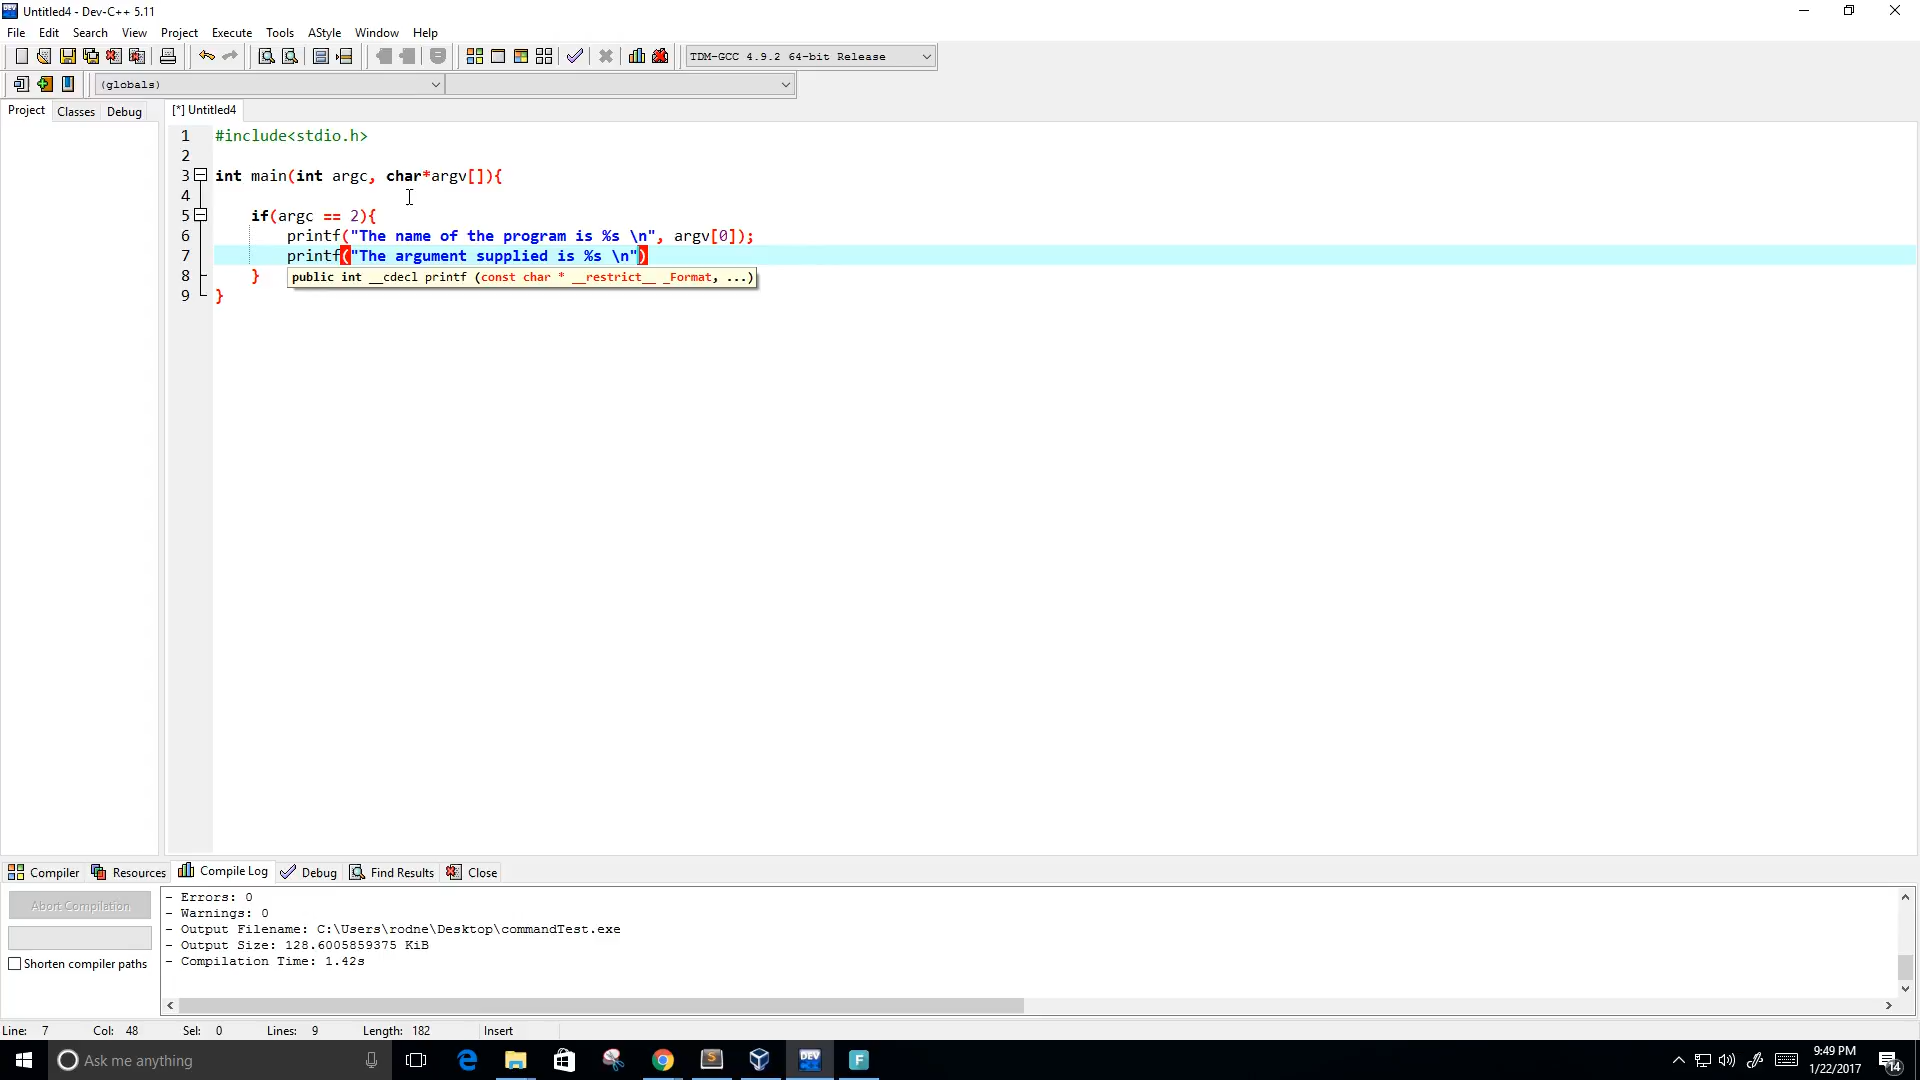 Untitled4 - Dev-C++ 5.11
File Edit Search View Project Execute Tools AStyle Window Help
TDM-GCC 4.9.2 64-bit Release
(globals)
Project Classes Debug [*] Untitled4
1 #include<stdio.h>
2
3 int main(int argc, char*argv[]){
4
5 if(argc == 2){
6 printf("The name of the program is %s \n", argv[0]);
7 printf("The argument supplied is %s \n")
8 } public int __cdecl printf (const char * __restrict__ _Format, ...)
9 }
Compiler Resources Compile Log Debug Find Results Close
Abort Compilation
Shorten compiler paths
- Errors: 0
- Warnings: 0
- Output Filename: C:\Users\rodne\Desktop\commandTest.exe
- Output Size: 128.6005859375 KiB
- Compilation Time: 1.42s
Line: 7 Col: 48 Sel: 0 Lines: 9 Length: 182 Insert
Ask me anything
DEV
F
9:49 PM
1/22/2017
14